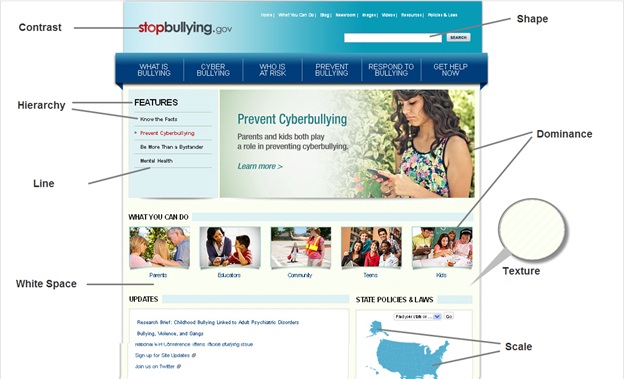 Contrast
stopbullying.gov
Home | What You Can Do | Blog | Newsroom | Images | Videos | Resources | Policies & Laws
Shape
SEARCH
WHAT IS BULLYING
CYBER BULLYING
WHO IS AT RISK
PREVENT BULLYING
RESPOND TO BULLYING
GET HELP NOW
Hierarchy
FEATURES
Know the Facts
Prevent Cyberbullying
Be More Than a Bystander
Mental Health
Prevent Cyberbullying
Parents and kids both play
a role in preventing cyberbullying.
Learn more >
Dominance
Line
WHAT YOU CAN DO
Parents
Educators
Community
Teens
Kids
Texture
White Space
UPDATES
STATE POLICIES & LAWS
Research Brief: Childhood Bullying Linked to Adult Psychiatric Disorders
Bullying, Violence, and Gangs
National PTA Conference offers
Sign up for Site Updates
Join us on Twitter
Go
Scale